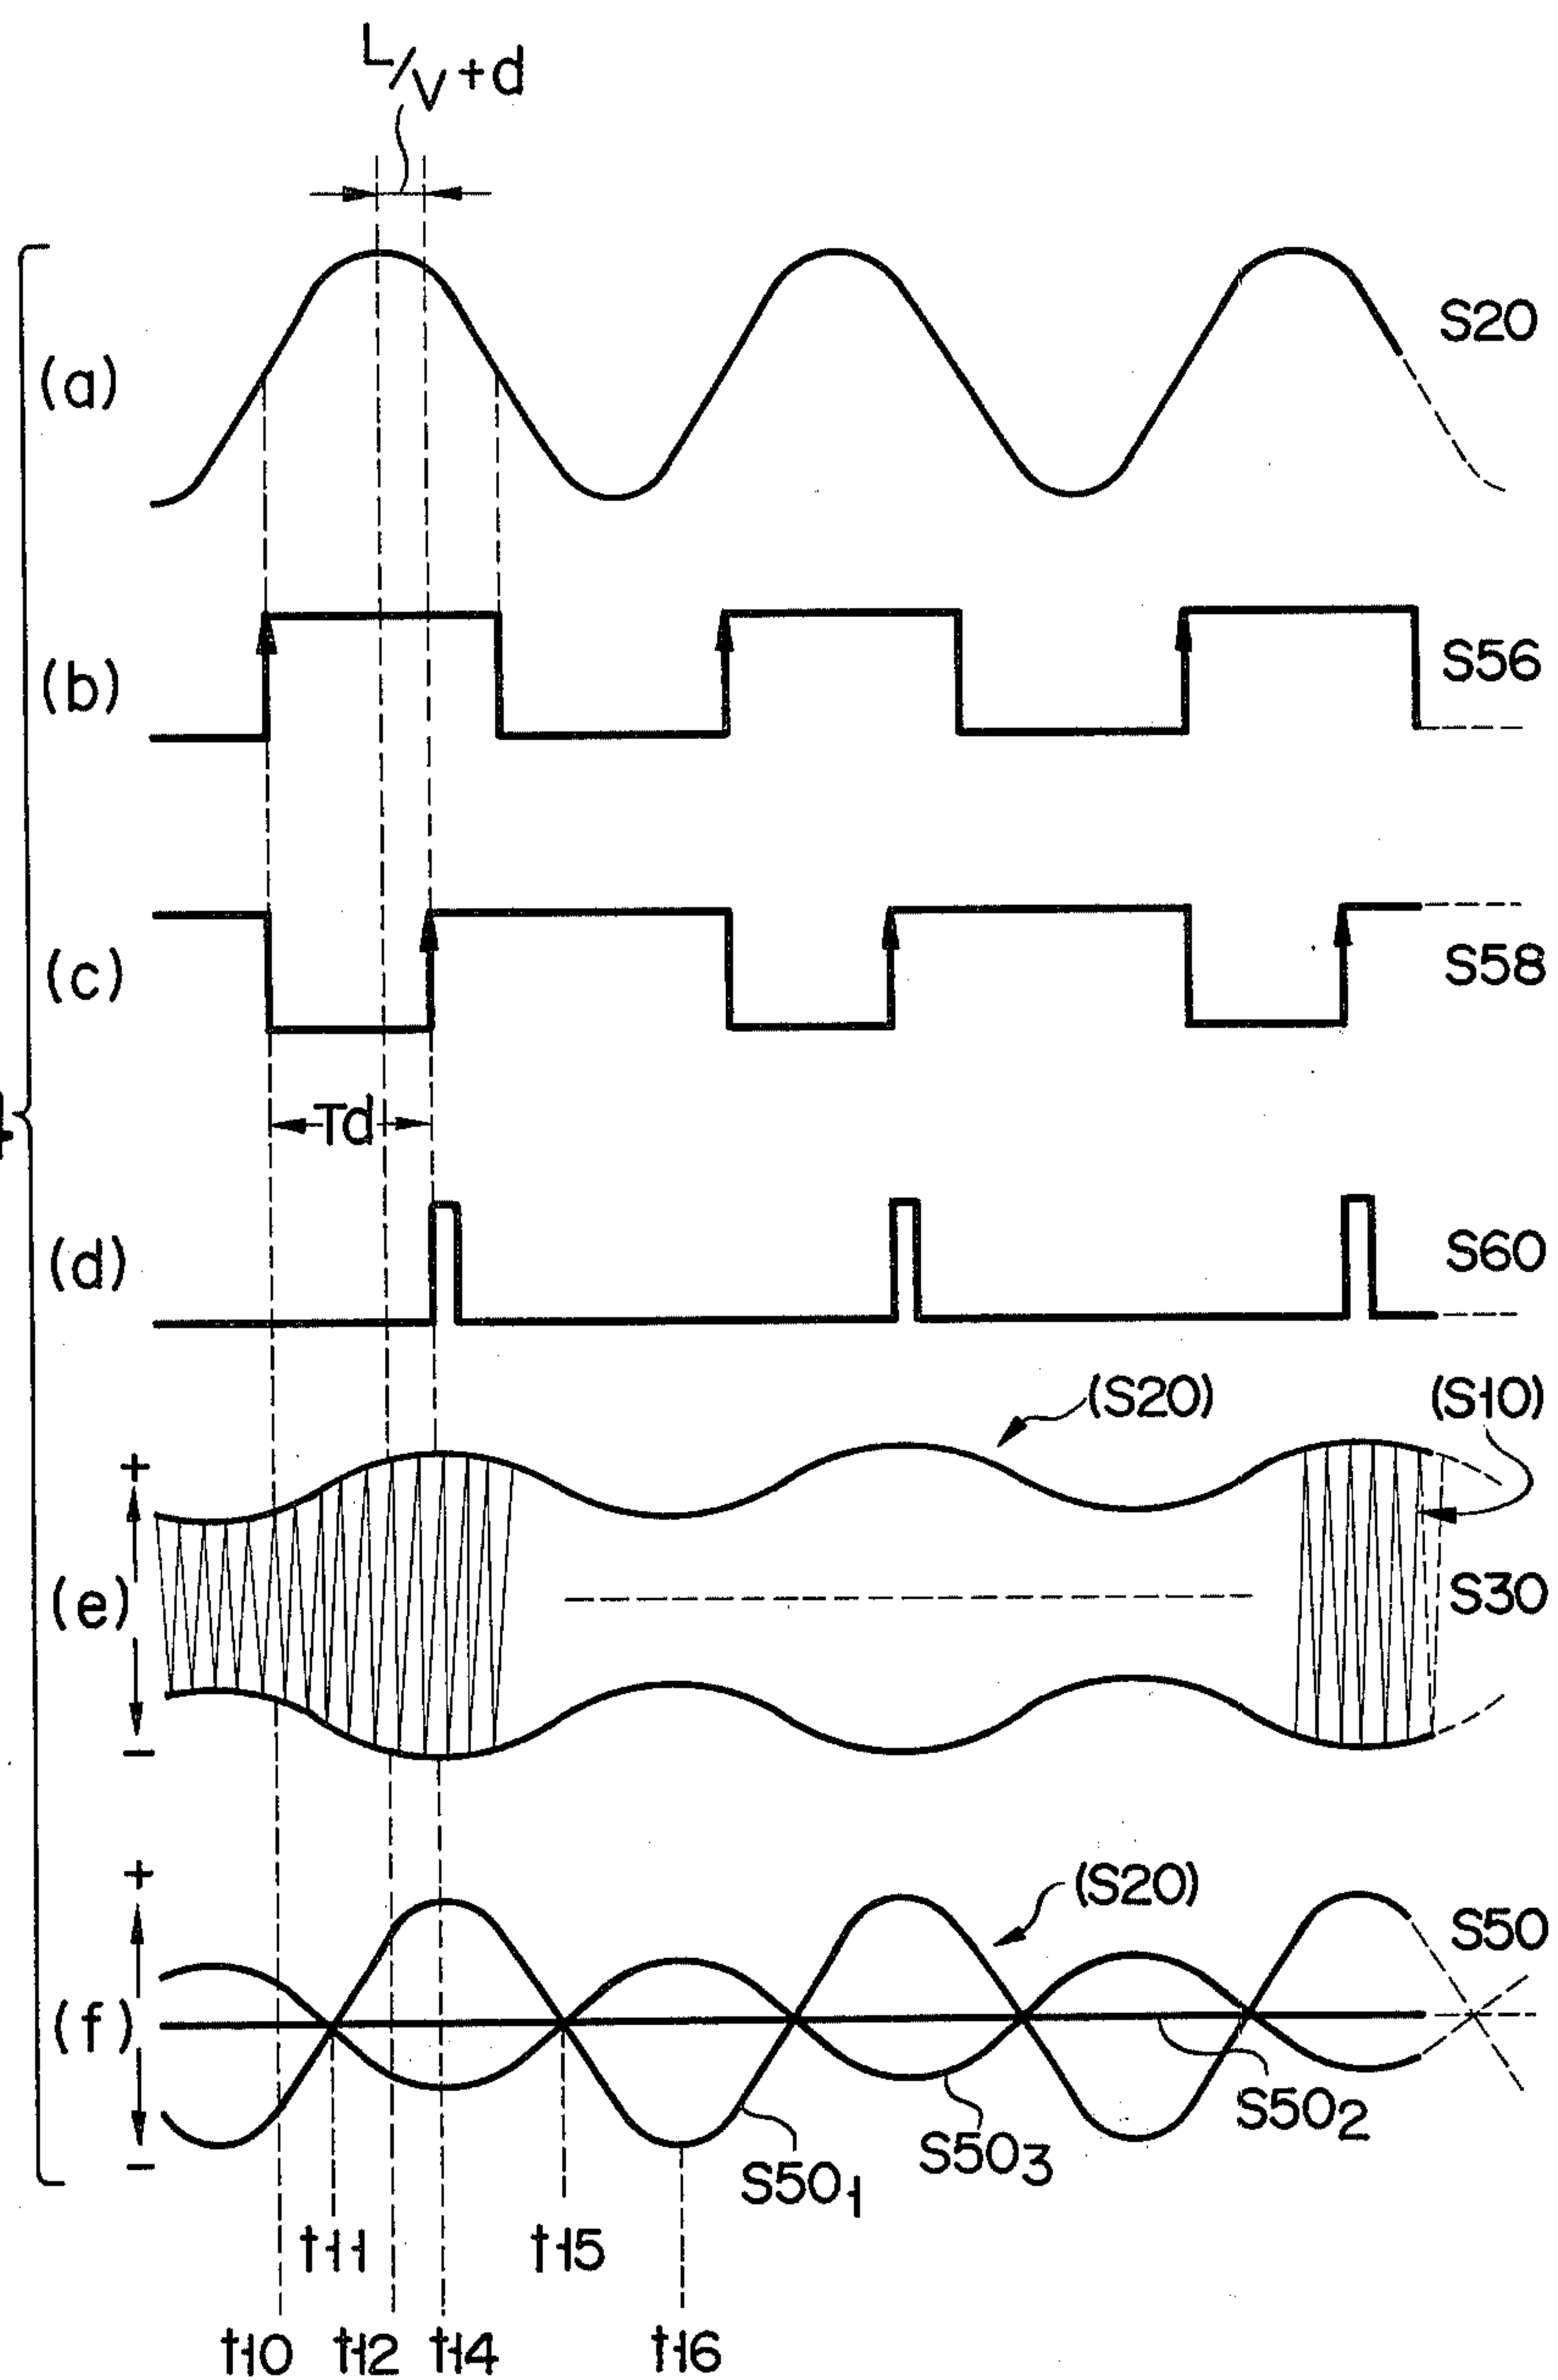 L/V+d
(a)
S20
(b)
S56
(c)
S58
Td
(d)
S60
(S20)
(S10)
+
(e)
S30
−
+
(S20)
S50
(f)
S50₂
S50₃
−
S50₁
t11
t15
t10
t12
t14
t16